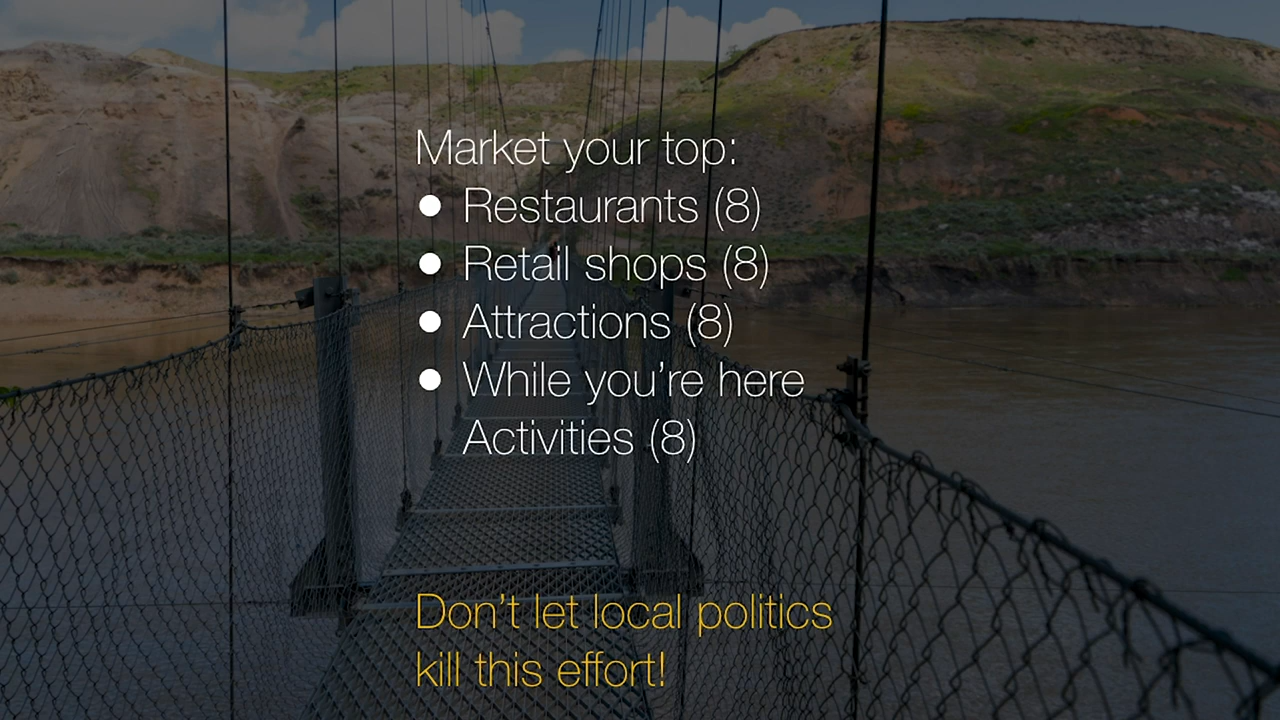 Market your top:
● Restaurants (8)
● Retail shops (8)
● Attractions (8)
● While you’re here
Activities (8)
Don’t let local politics
kill this effort!